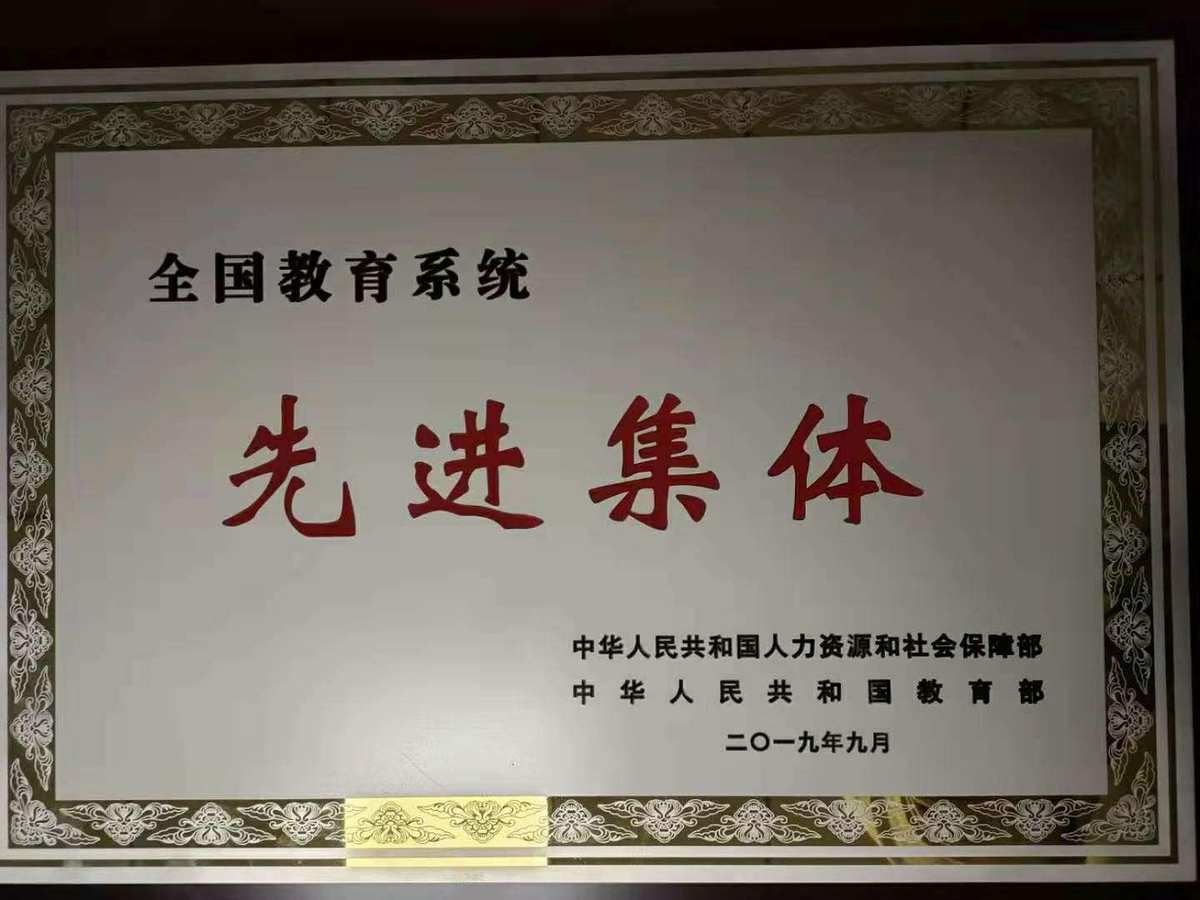 全国教育系统
先进集体
中华人民共和国人力资源和社会保障部
中华人民共和国教育部
二〇一九年九月